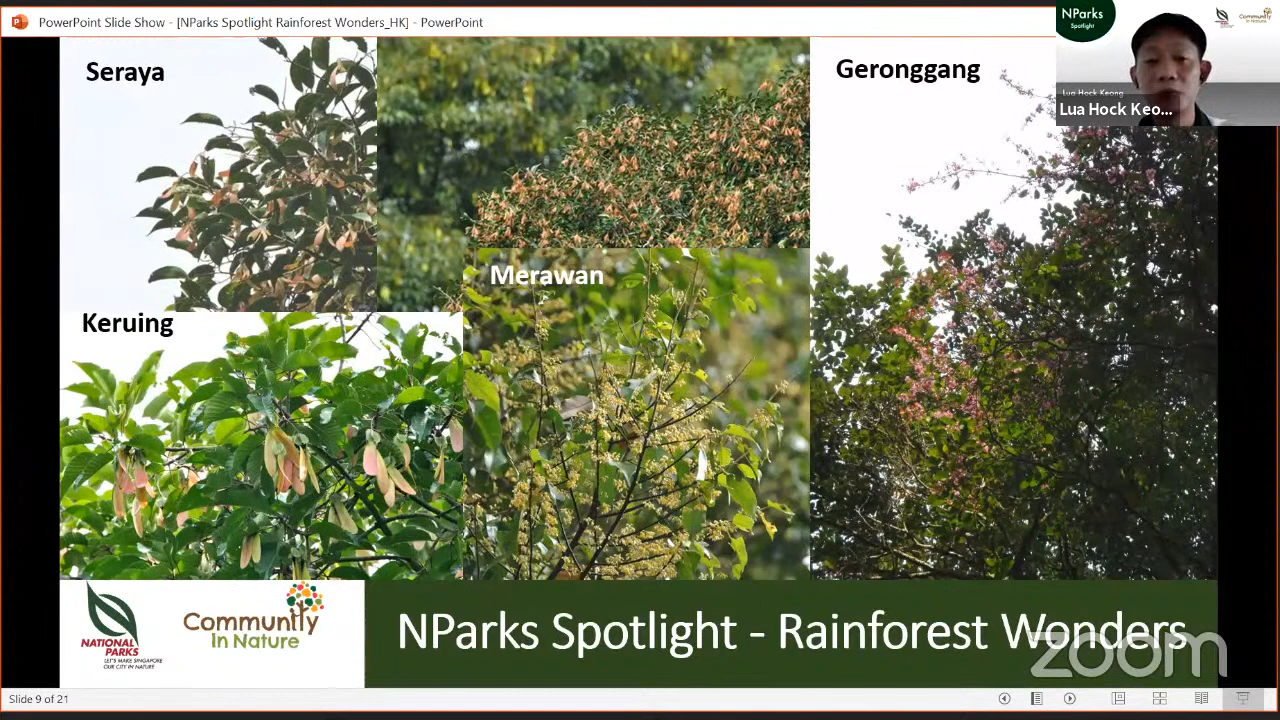 PowerPoint Slide Show - [NParks Spotlight Rainforest Wonders_HK] - PowerPoint
NParks
Spotlight
Community
in Nature
Lua Hock Keong
Lua Hock Keo...
Seraya
Geronggang
Merawan
Keruing
NATIONAL
PARKS
LET'S MAKE SINGAPORE
OUR CITY IN NATURE
Community
in Nature
NParks Spotlight - Rainforest Wonders
zoom
Slide 9 of 21